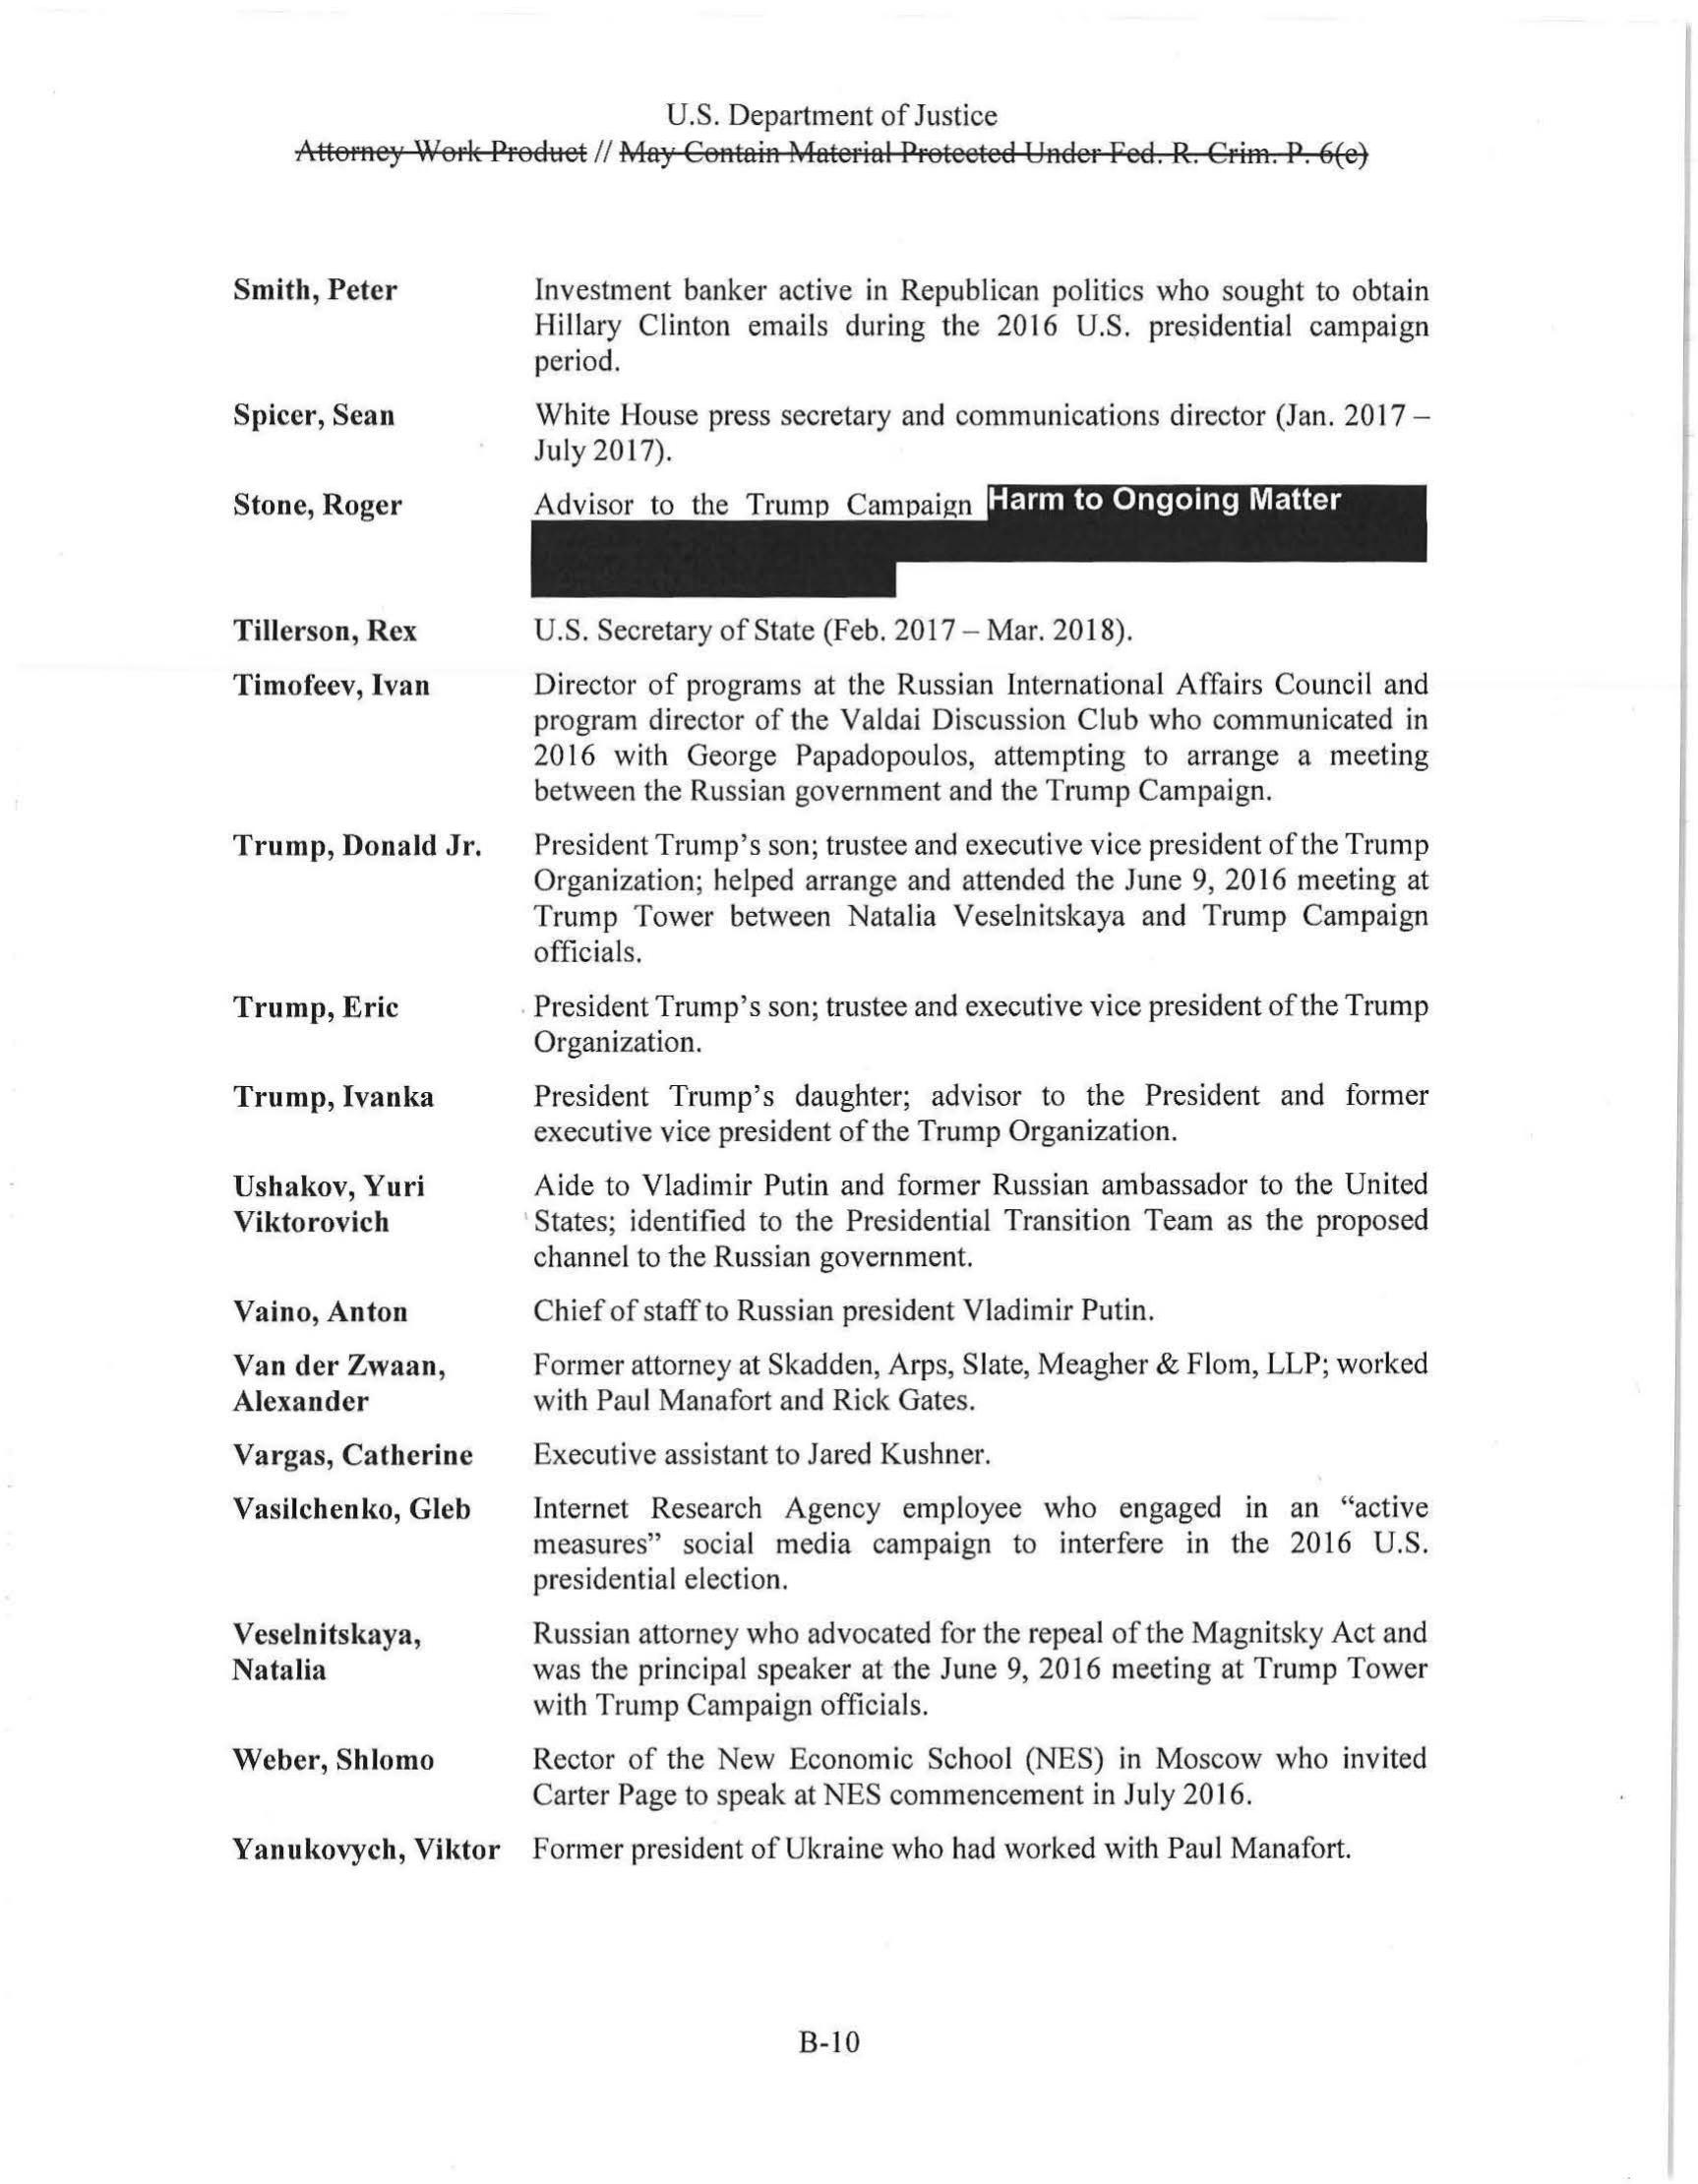 U.S. Department of Justice
Attorney Work Product // May Contain Material Protected Under Fed. R. Crim. P. 6(e)
Smith, Peter Investment banker active in Republican politics who sought to obtain
Hillary Clinton emails during the 2016 U.S. presidential campaign
period.
Spicer, Sean White House press secretary and communications director (Jan. 2017 –
July 2017).
Stone, Roger Advisor to the Trump Campaign Harm to Ongoing Matter
Tillerson, Rex U.S. Secretary of State (Feb. 2017 – Mar. 2018).
Timofeev, Ivan Director of programs at the Russian International Affairs Council and
program director of the Valdai Discussion Club who communicated in
2016 with George Papadopoulos, attempting to arrange a meeting
between the Russian government and the Trump Campaign.
Trump, Donald Jr. President Trump's son; trustee and executive vice president of the Trump
Organization; helped arrange and attended the June 9, 2016 meeting at
Trump Tower between Natalia Veselnitskaya and Trump Campaign
officials.
Trump, Eric President Trump's son; trustee and executive vice president of the Trump
Organization.
Trump, Ivanka President Trump's daughter; advisor to the President and former
executive vice president of the Trump Organization.
Ushakov, Yuri Aide to Vladimir Putin and former Russian ambassador to the United
Viktorovich States; identified to the Presidential Transition Team as the proposed
channel to the Russian government.
Vaino, Anton Chief of staff to Russian president Vladimir Putin.
Van der Zwaan, Former attorney at Skadden, Arps, Slate, Meagher & Flom, LLP; worked
Alexander with Paul Manafort and Rick Gates.
Vargas, Catherine Executive assistant to Jared Kushner.
Vasilchenko, Gleb Internet Research Agency employee who engaged in an "active
measures" social media campaign to interfere in the 2016 U.S.
presidential election.
Veselnitskaya, Russian attorney who advocated for the repeal of the Magnitsky Act and
Natalia was the principal speaker at the June 9, 2016 meeting at Trump Tower
with Trump Campaign officials.
Weber, Shlomo Rector of the New Economic School (NES) in Moscow who invited
Carter Page to speak at NES commencement in July 2016.
Yanukovych, Viktor Former president of Ukraine who had worked with Paul Manafort.
B-10